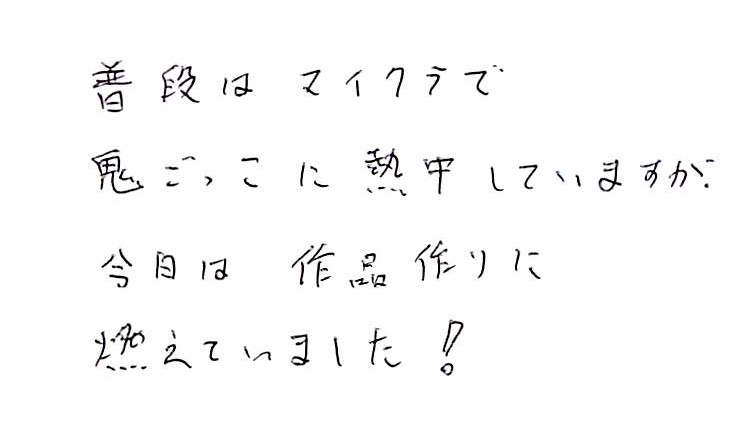 普段は マイクラで
鬼ごっこに 熱中していますが、
今日は 作品作りに
燃えていました!